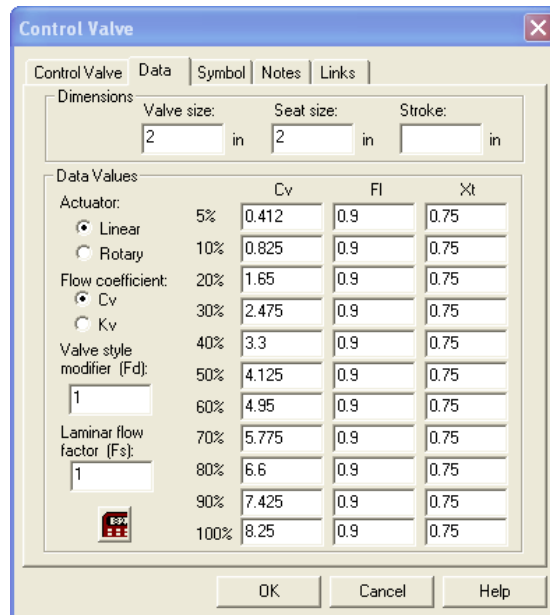 Control Valve
Control Valve Data Symbol Notes Links
Dimensions
Valve size: Seat size: Stroke:
2 in 2 in in
Data Values
Cv Fl Xt
Actuator:
Linear
Rotary
Flow coefficient:
Cv
Kv
Valve style
modifier (Fd):
1
Laminar flow
factor (Fs):
1
5% 0.412 0.9 0.75
10% 0.825 0.9 0.75
20% 1.65 0.9 0.75
30% 2.475 0.9 0.75
40% 3.3 0.9 0.75
50% 4.125 0.9 0.75
60% 4.95 0.9 0.75
70% 5.775 0.9 0.75
80% 6.6 0.9 0.75
90% 7.425 0.9 0.75
100% 8.25 0.9 0.75
OK Cancel Help